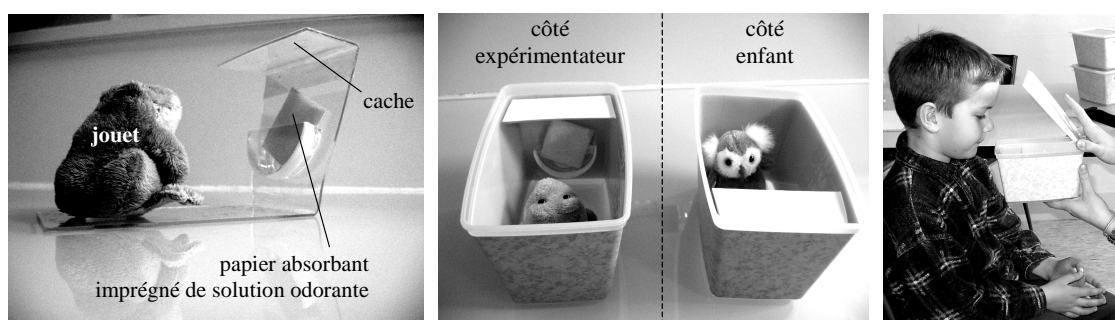 jouet
cache
papier absorbant
imprégné de solution odorante
côté
expérimentateur
côté
enfant